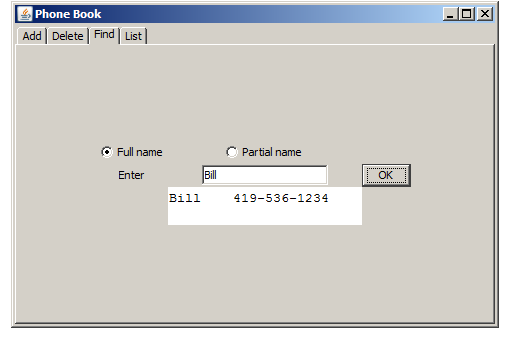 Phone Book
Add Delete Find List
Full name Partial name
Enter Bill OK
Bill 419-536-1234